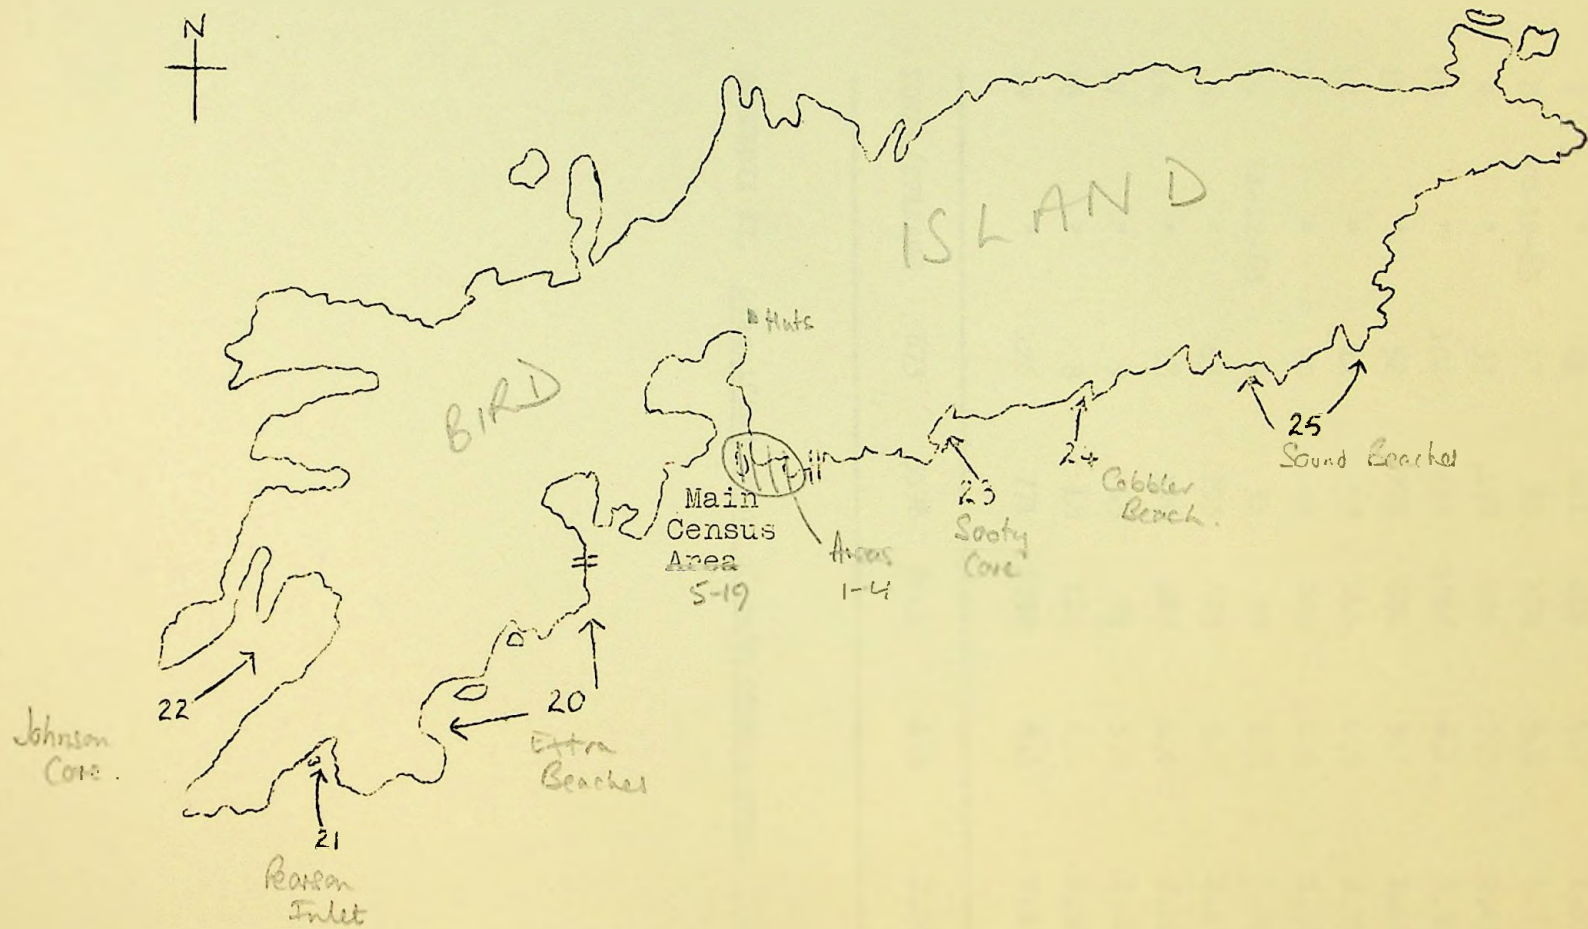 N
ISLAND
BIRD
Huts
Main
Census
Area
5-19
Areas
1-4
23
Sooty
Cove
24
Cobbler
Beach.
25
Sound Beaches
22
Johnson
Cove.
20
Extra
Beaches
21
Pearson
Inlet